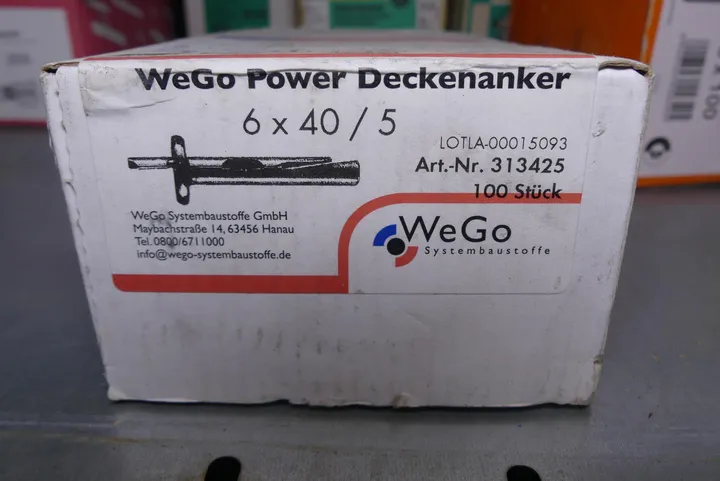 WeGo Power Deckenanker
6 x 40 / 5
LOTLA-00015093
Art.-Nr. 313425
100 Stück
WeGo Systembaustoffe GmbH
Maybachstraße 14, 63456 Hanau
Tel. 0800/6711000
info@wego-systembaustoffe.de
WeGo
Systembaustoffe
100